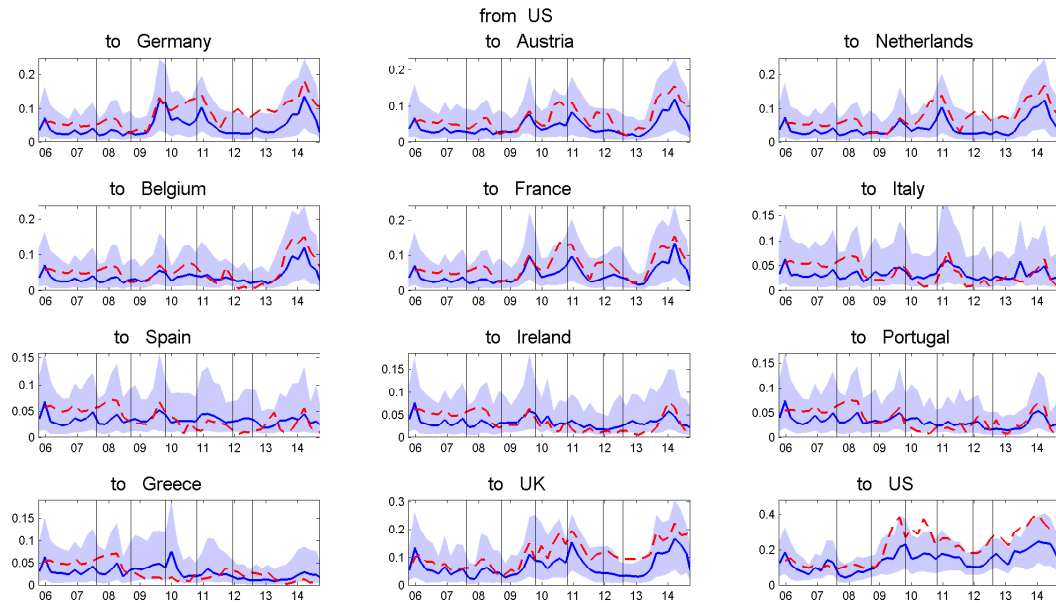 from US
to Germany
to Austria
to Netherlands
0.2
0.1
0
06 07 08 09 10 11 12 13 14
0.2
0.1
0
06 07 08 09 10 11 12 13 14
0.2
0.1
0
06 07 08 09 10 11 12 13 14
to Belgium
to France
to Italy
0.2
0.1
0
06 07 08 09 10 11 12 13 14
0.2
0.1
0
06 07 08 09 10 11 12 13 14
0.15
0.1
0.05
0
06 07 08 09 10 11 12 13 14
to Spain
to Ireland
to Portugal
0.15
0.1
0.05
0
06 07 08 09 10 11 12 13 14
0.15
0.1
0.05
0
06 07 08 09 10 11 12 13 14
0.15
0.1
0.05
0
06 07 08 09 10 11 12 13 14
to Greece
to UK
to US
0.15
0.1
0.05
0
06 07 08 09 10 11 12 13 14
0.3
0.2
0.1
0
06 07 08 09 10 11 12 13 14
0.4
0.2
0
06 07 08 09 10 11 12 13 14